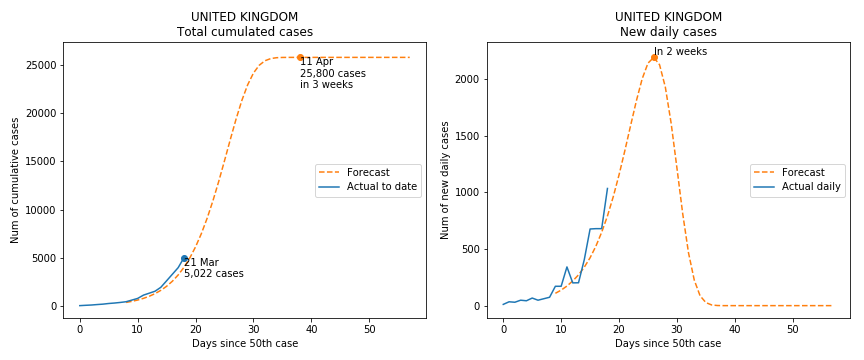 UNITED KINGDOM
Total cumulated cases
Num of cumulative cases
25000
20000
15000
10000
5000
0
11 Apr
25,800 cases
in 3 weeks
Forecast
Actual to date
21 Mar
5,022 cases
0
10
20
30
40
50
Days since 50th case
UNITED KINGDOM
New daily cases
Num of new daily cases
2000
1500
1000
500
0
In 2 weeks
Forecast
Actual daily
0
10
20
30
40
50
Days since 50th case